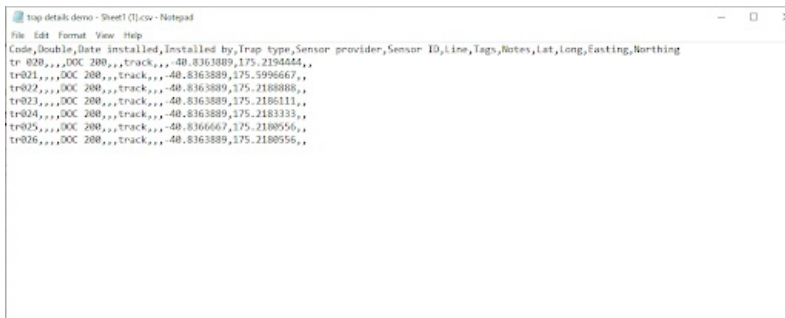 trap details demo - Sheet1 (1).csv - Notepad
File Edit Format View Help
Code,Double,Date installed,Installed by,Trap type,Sensor provider,Sensor ID,Line,Tags,Notes,Lat,Long,Easting,Northing
tr 020,,,,DOC 200,,,track,,,-40.8363889,175.2194444,,
tr021,,,,DOC 200,,,track,,,-40.8363889,175.5996667,,
tr022,,,,DOC 200,,,track,,,-40.8363889,175.2188888,,
tr023,,,,DOC 200,,,track,,,-40.8363889,175.2186111,,
tr024,,,,DOC 200,,,track,,,-40.8363889,175.2183333,,
tr025,,,,DOC 200,,,track,,,-40.8366667,175.2180556,,
tr026,,,,DOC 200,,,track,,,-40.8363889,175.2180556,,